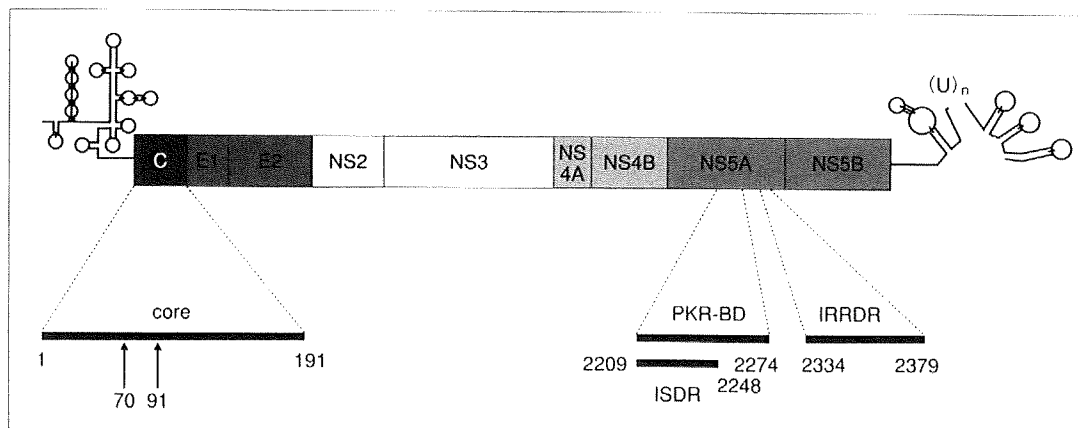 (U)n
C E1 E2 NS2 NS3 NS 4A NS4B NS5A NS5B
core
1 191
70 91
PKR-BD IRRDR
2209 2274 2334 2379
2248
ISDR